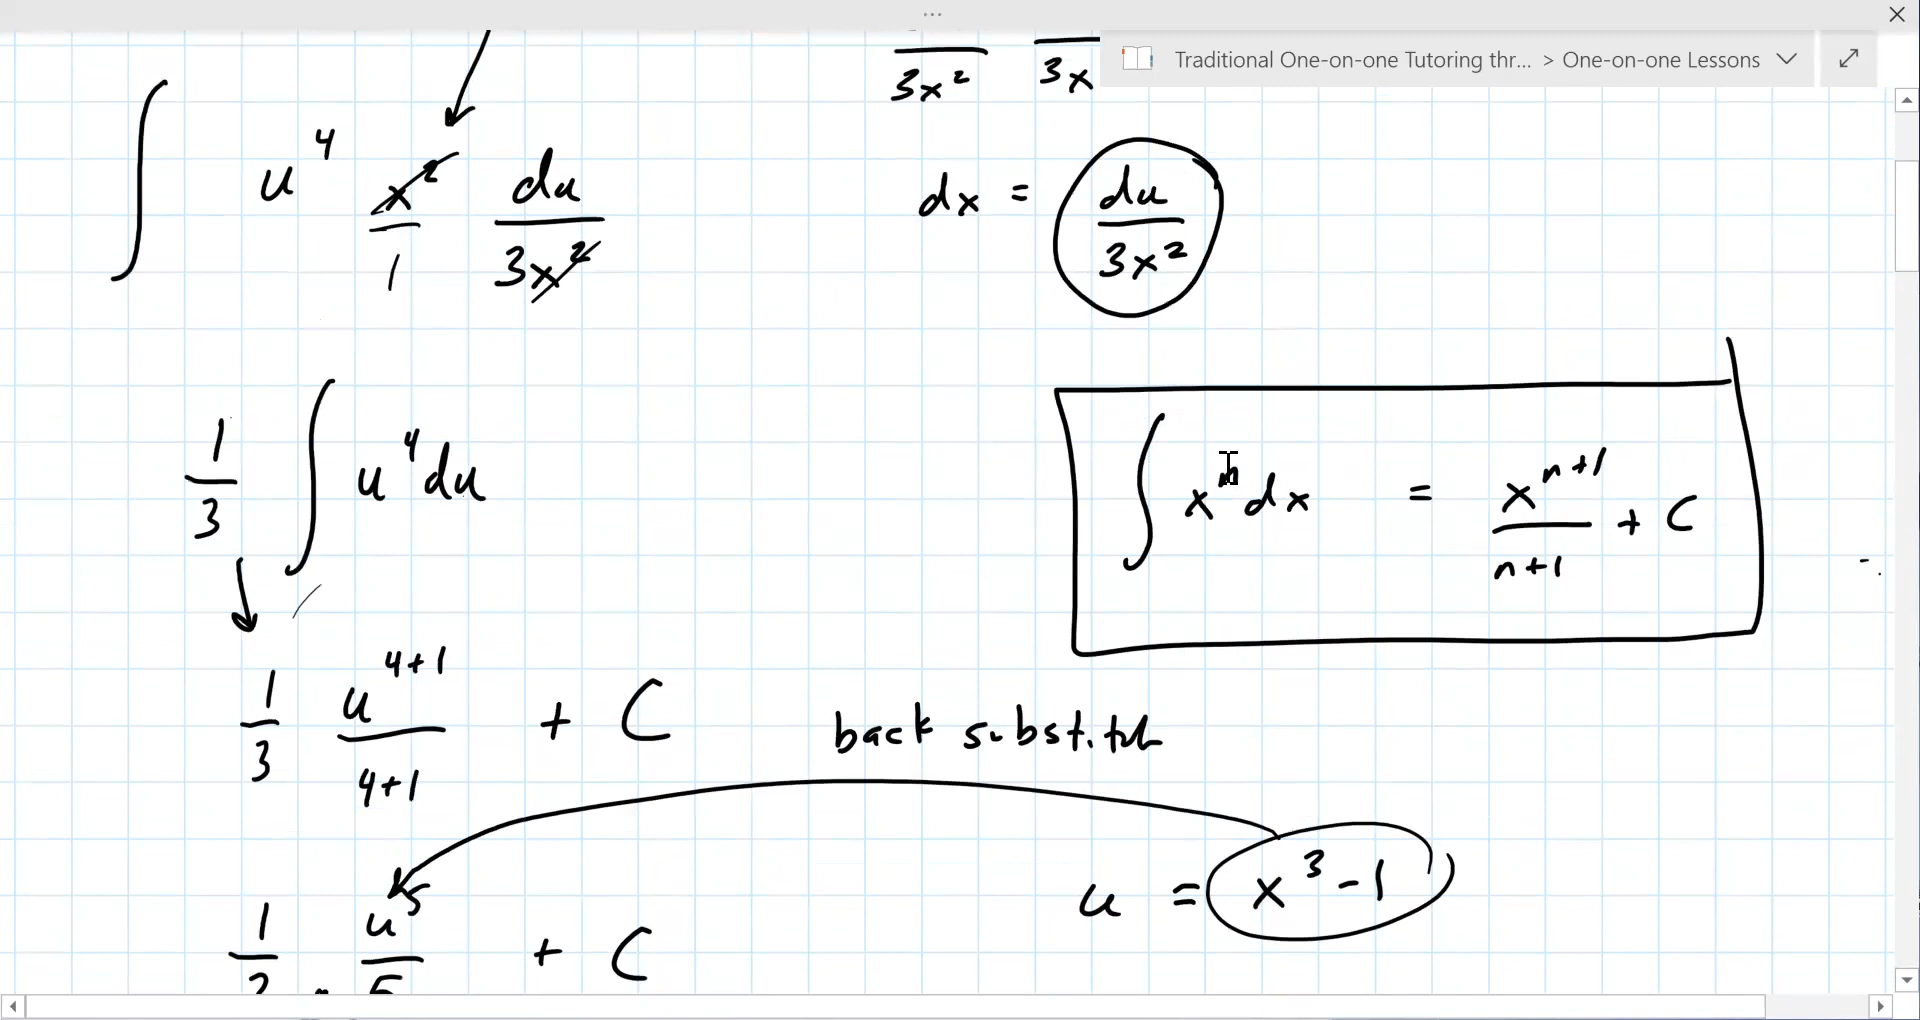 ...
Traditional One-on-one Tutoring thr... > One-on-one Lessons
3x² 3x
∫ u⁴ x²/1 du/3x²
dx = du/3x²
1/3 ∫ u⁴ du
∫ xⁿ dx = xⁿ⁺¹/n+1 + C
1/3 u⁴⁺¹/4+1 + C
back substitut
u = x³ - 1
1/3 · u⁵/5 + C